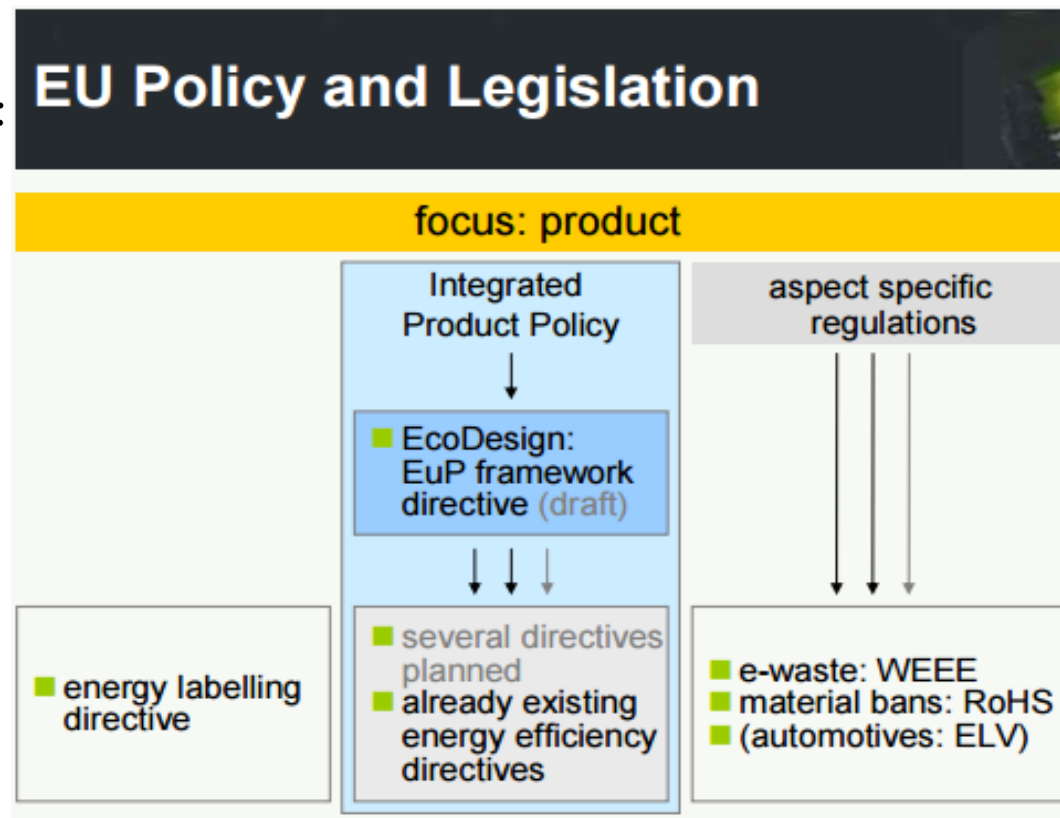 :
EU Policy and Legislation
focus: product
Integrated
Product Policy
aspect specific
regulations
EcoDesign:
EuP framework
directive (draft)
energy labelling
directive
several directives
planned
already existing
energy efficiency
directives
e-waste: WEEE
material bans: RoHS
(automotives: ELV)